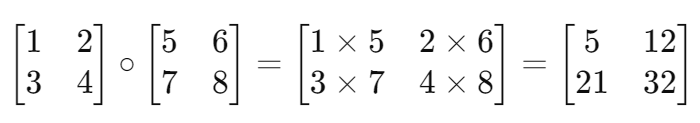 [1 2; 3 4] ∘ [5 6; 7 8] = [1 × 5 2 × 6; 3 × 7 4 × 8] = [5 12; 21 32]